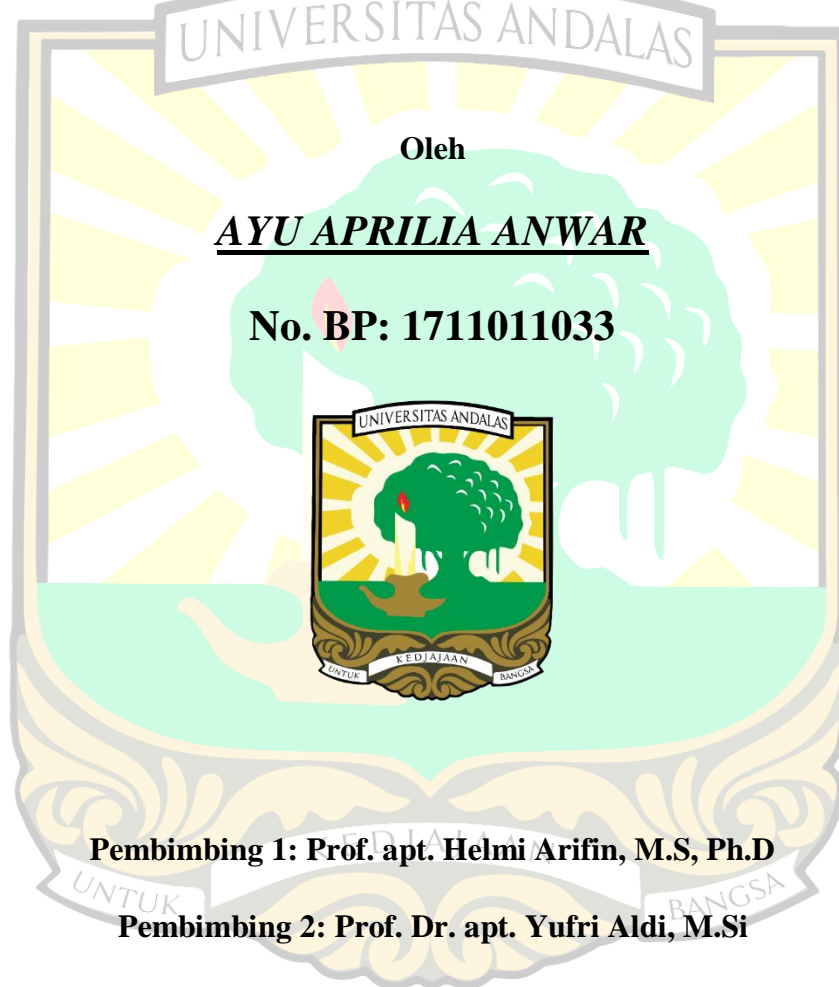 UNIVERSITAS ANDALAS
Oleh
AYU APRILIA ANWAR
No. BP: 1711011033
UNIVERSITAS ANDALAS
UNTUK KEDJAJAAN BANGSA
Pembimbing 1: Prof. apt. Helmi Arifin, M.S, Ph.D
KEDJAJAAN
UNTUK BANGSA
Pembimbing 2: Prof. Dr. apt. Yufri Aldi, M.Si